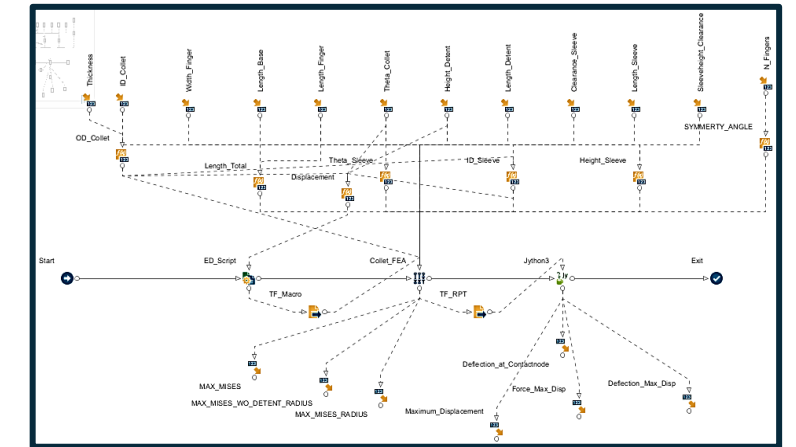 Thickness
ID_Collet
Width_Finger
Length_Base
Length_Finger
Theta_Collet
Height_Detent
Length_Detent
Clearance_Sleeve
Length_Sleeve
Sleeveheight_Clearance
N_Fingers
SYMMERTY_ANGLE
OD_Collet
Length_Total
Theta_Sleeve
ID_Sleeve
Height_Sleeve
Displacement
Start
ED_Script
Collet_FEA
Jython3
Exit
TF_Macro
TF_RPT
Deflection_at_Contactnode
MAX_MISES
Force_Max_Disp
Deflection_Max_Disp
MAX_MISES_WO_DETENT_RADIUS
MAX_MISES_RADIUS
Maximum_Displacement